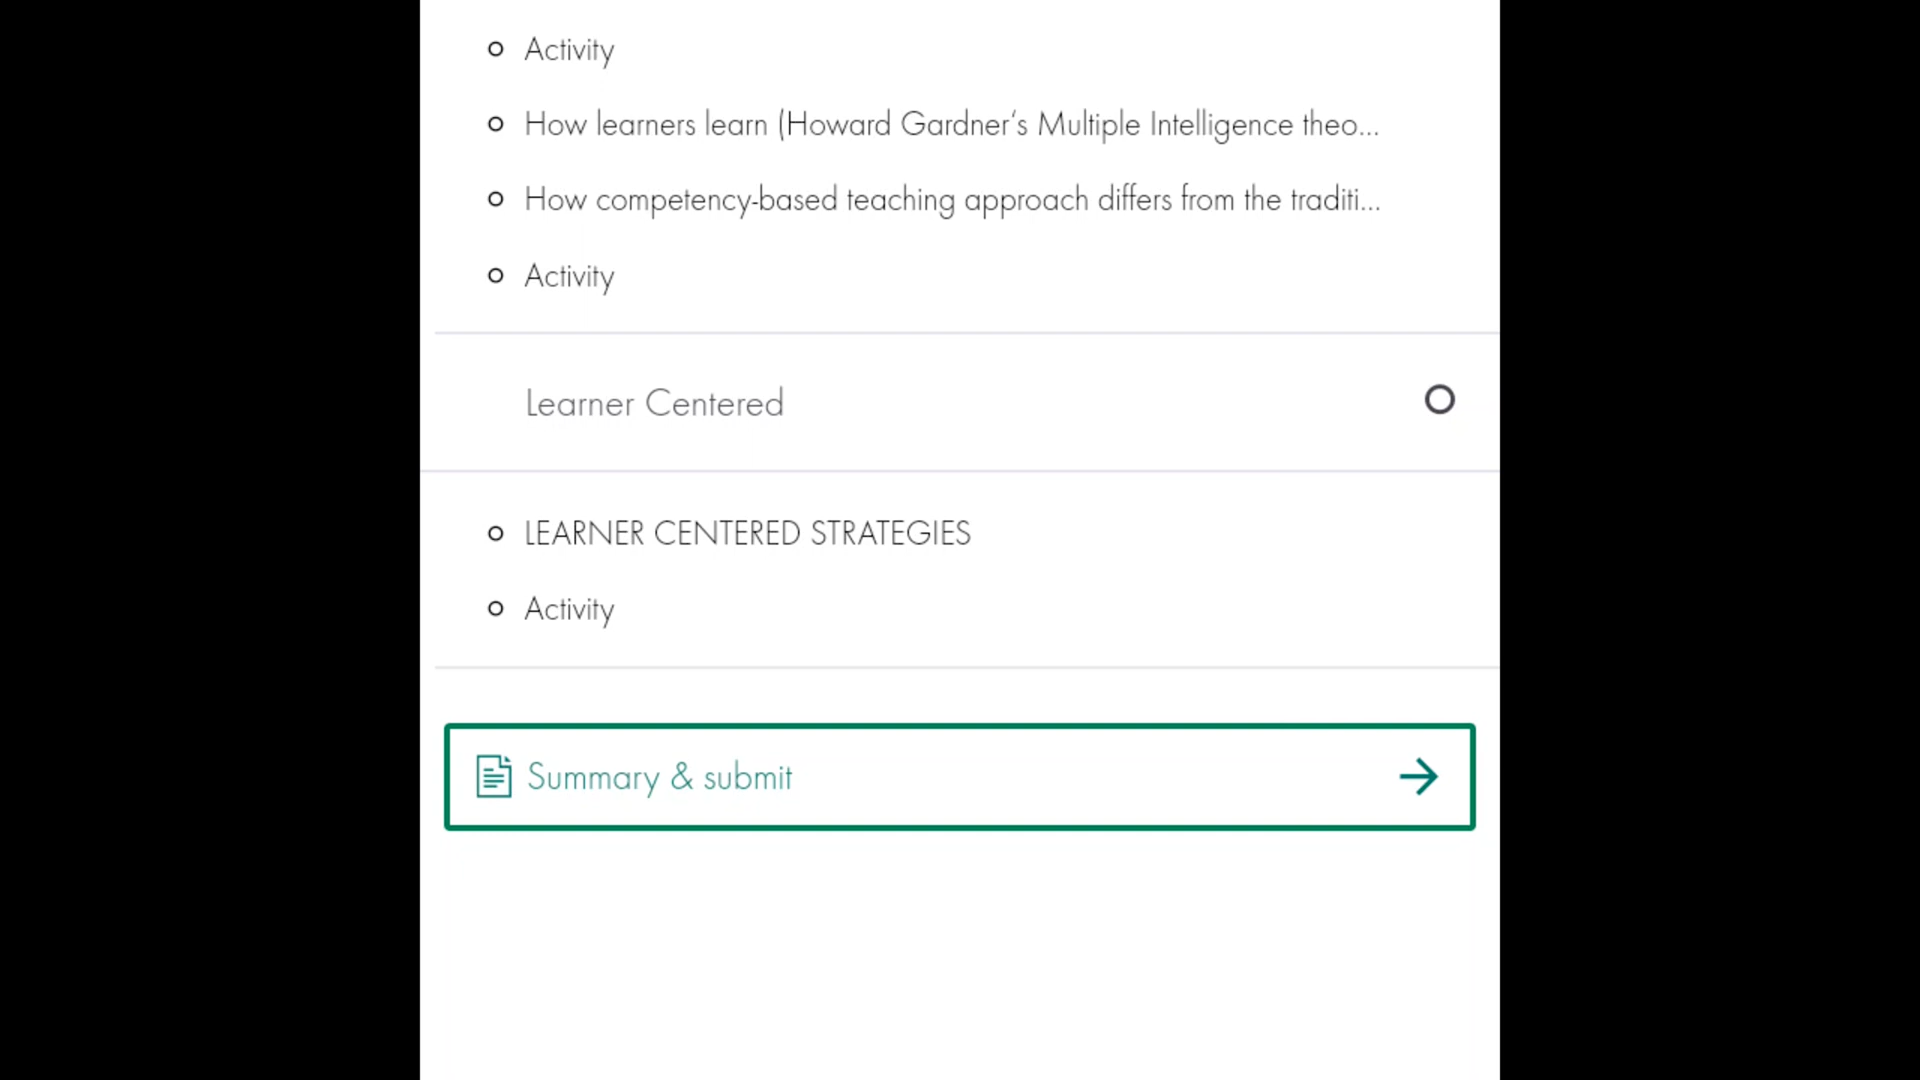 Activity
How learners learn (Howard Gardner‘s Multiple Intelligence theo...
How competency-based teaching approach differs from the traditi...
Activity
Learner Centered
LEARNER CENTERED STRATEGIES
Activity
Summary & submit